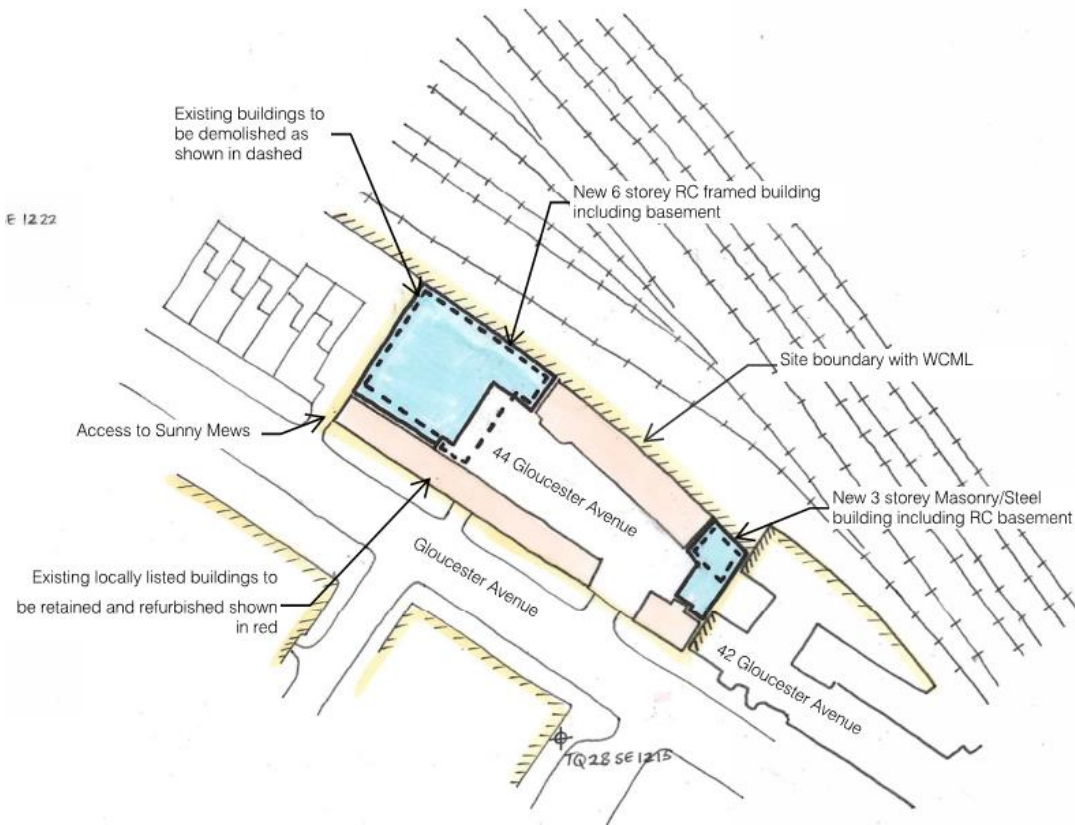 Existing buildings to
be demolished as
shown in dashed
New 6 storey RC framed building
including basement
E 1222
Site boundary with WCML
Access to Sunny Mews
44 Gloucester Avenue
New 3 storey Masonry/Steel
building including RC basement
Gloucester Avenue
Existing locally listed buildings to
be retained and refurbished shown
in red
42 Gloucester Avenue
TQ28SE1215